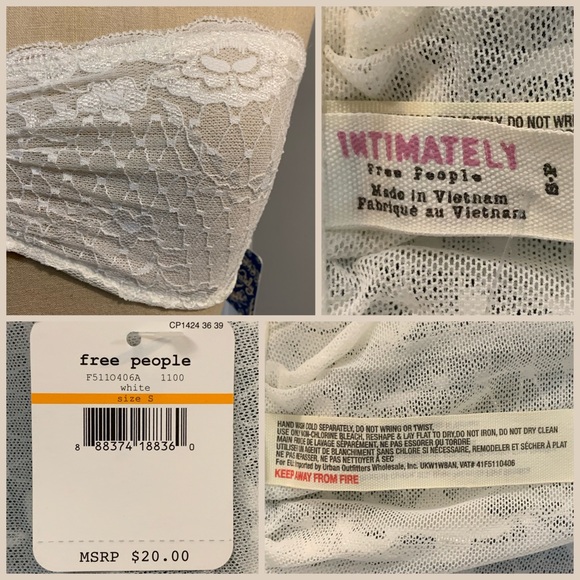 SEPARATELY, DO NOT WRI
INTIMATELY
Free People
S-P
Made in Vietnam
Fabriqué au Vietnam
CP1424 36 39
free people
F5110406A 1100
white
size S
8 88374 18836 0
MSRP $20.00
HAND WASH COLD SEPARATELY, DO NOT WRING OR TWIST,
USE ONLY NON-CHLORINE BLEACH, RESHAPE & LAY FLAT TO DRY,DO NOT IRON, DO NOT DRY CLEAN
MAIN FROIDE DE LAVAGE SÉPARÉMENT, NE PAS ESSORER OU TORDRE
UTILISER UN AGENT DE BLANCHIMENT SANS CHLORE SI NÉCESSAIRE, REMODELER ET SÉCHER À PLAT
NE PAS REPASSER, NE PAS NETTOYER À SEC
For EU imported by Urban Outfitters Wholesale, Inc. UKW1W8AN, VAT# 41FS110406
KEEP AWAY FROM FIRE